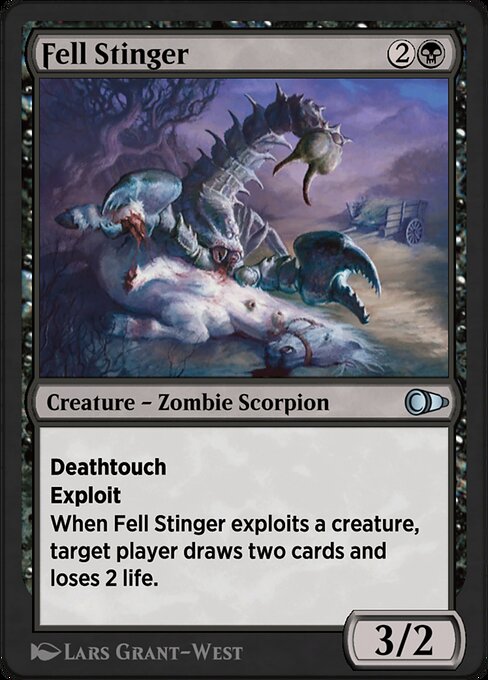 Fell Stinger 2
Creature – Zombie Scorpion
Deathtouch
Exploit
When Fell Stinger exploits a creature,
target player draws two cards and
loses 2 life.
3/2
Lars Grant-West